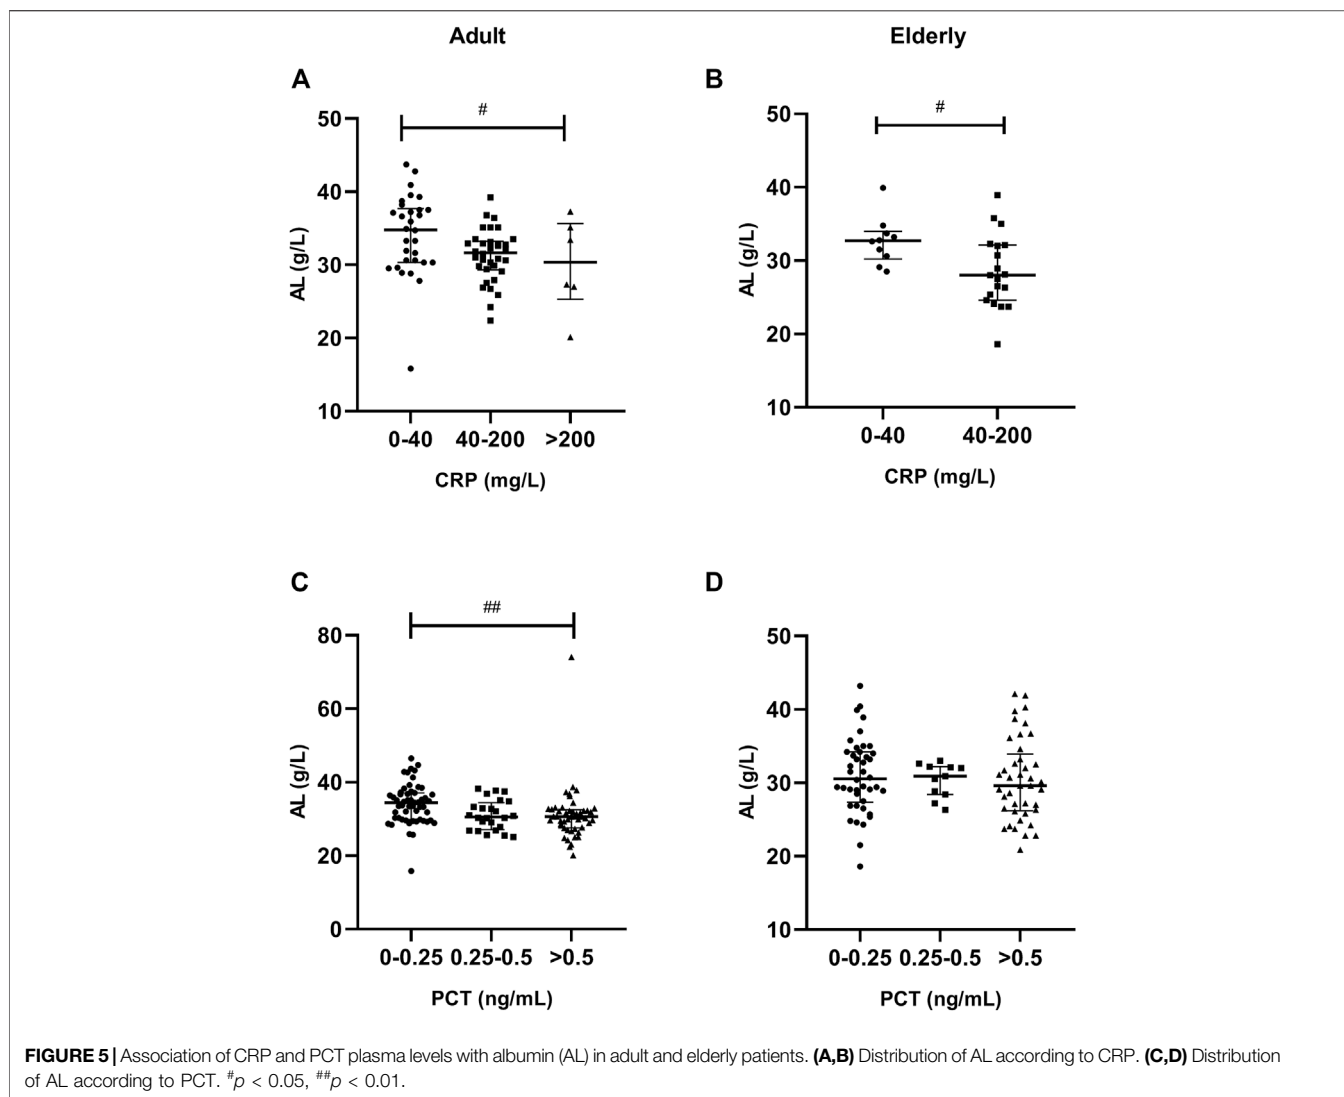 Adult
Elderly
A
B
#
#
50
40
30
20
10
AL (g/L)
0-40 40-200 >200
CRP (mg/L)
50
40
30
20
10
AL (g/L)
0-40 40-200
CRP (mg/L)
C
D
##
80
60
40
20
0
AL (g/L)
0-0.25 0.25-0.5 >0.5
PCT (ng/mL)
50
40
30
20
10
AL (g/L)
0-0.25 0.25-0.5 >0.5
PCT (ng/mL)
FIGURE 5 | Association of CRP and PCT plasma levels with albumin (AL) in adult and elderly patients. (A,B) Distribution of AL according to CRP. (C,D) Distribution
of AL according to PCT. #p < 0.05, ##p < 0.01.